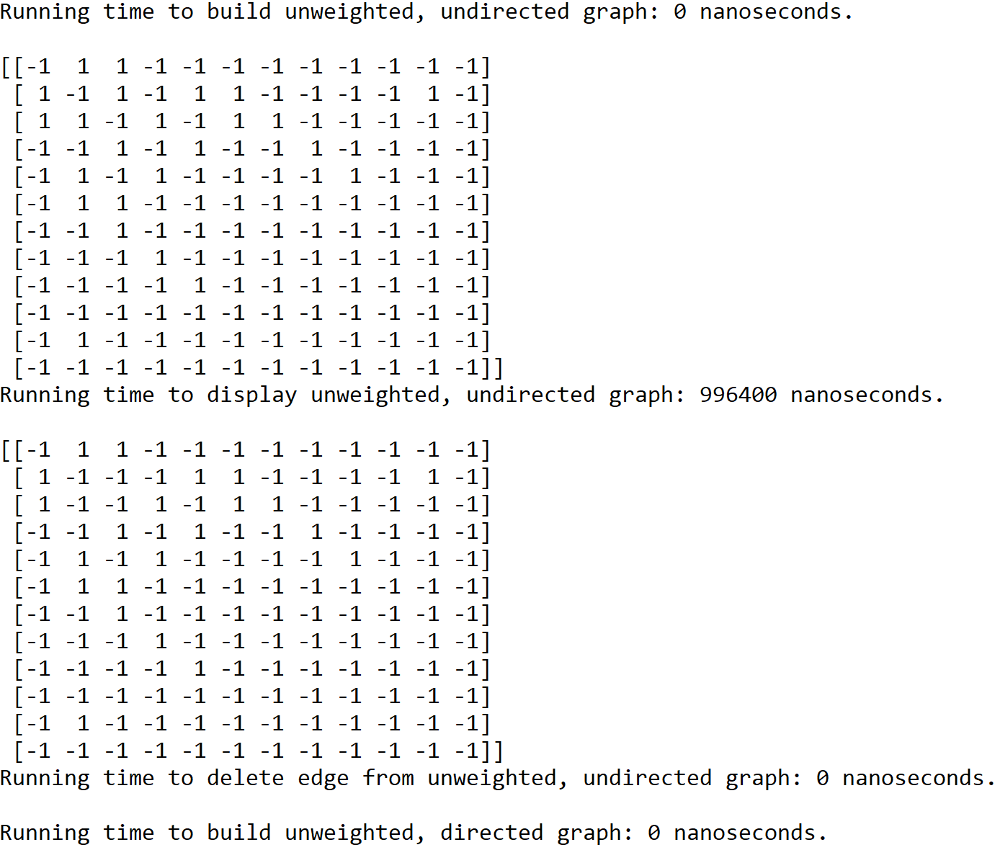 Running time to build unweighted, undirected graph: 0 nanoseconds.
[[-1  1  1 -1 -1 -1 -1 -1 -1 -1 -1 -1]
 [ 1 -1  1 -1  1  1 -1 -1 -1 -1  1 -1]
 [ 1  1 -1  1 -1  1  1 -1 -1 -1 -1 -1]
 [-1 -1  1 -1  1 -1 -1  1 -1 -1 -1 -1]
 [-1  1 -1  1 -1 -1 -1 -1  1 -1 -1 -1]
 [-1  1  1 -1 -1 -1 -1 -1 -1 -1 -1 -1]
 [-1 -1  1 -1 -1 -1 -1 -1 -1 -1 -1 -1]
 [-1 -1 -1  1 -1 -1 -1 -1 -1 -1 -1 -1]
 [-1 -1 -1 -1  1 -1 -1 -1 -1 -1 -1 -1]
 [-1 -1 -1 -1 -1 -1 -1 -1 -1 -1 -1 -1]
 [-1  1 -1 -1 -1 -1 -1 -1 -1 -1 -1 -1]
 [-1 -1 -1 -1 -1 -1 -1 -1 -1 -1 -1 -1]]
Running time to display unweighted, undirected graph: 996400 nanoseconds.
[[-1  1  1 -1 -1 -1 -1 -1 -1 -1 -1 -1]
 [ 1 -1 -1 -1  1  1 -1 -1 -1 -1  1 -1]
 [ 1 -1 -1  1 -1  1  1 -1 -1 -1 -1 -1]
 [-1 -1  1 -1  1 -1 -1  1 -1 -1 -1 -1]
 [-1  1 -1  1 -1 -1 -1 -1  1 -1 -1 -1]
 [-1  1  1 -1 -1 -1 -1 -1 -1 -1 -1 -1]
 [-1 -1  1 -1 -1 -1 -1 -1 -1 -1 -1 -1]
 [-1 -1 -1  1 -1 -1 -1 -1 -1 -1 -1 -1]
 [-1 -1 -1 -1  1 -1 -1 -1 -1 -1 -1 -1]
 [-1 -1 -1 -1 -1 -1 -1 -1 -1 -1 -1 -1]
 [-1  1 -1 -1 -1 -1 -1 -1 -1 -1 -1 -1]
 [-1 -1 -1 -1 -1 -1 -1 -1 -1 -1 -1 -1]]
Running time to delete edge from unweighted, undirected graph: 0 nanoseconds.
Running time to build unweighted, directed graph: 0 nanoseconds.